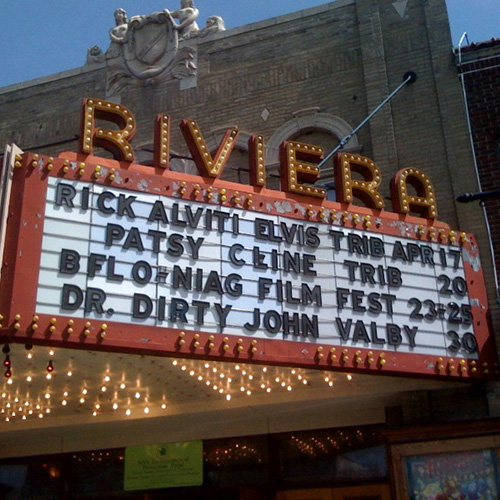 RIVIERA
RICK ALVITI ELVIS TRIB APR 17
PATSY CLINE TRIB 20
BFLO-NIAG FILM FEST 23-25
DR. DIRTY JOHN VALBY 30